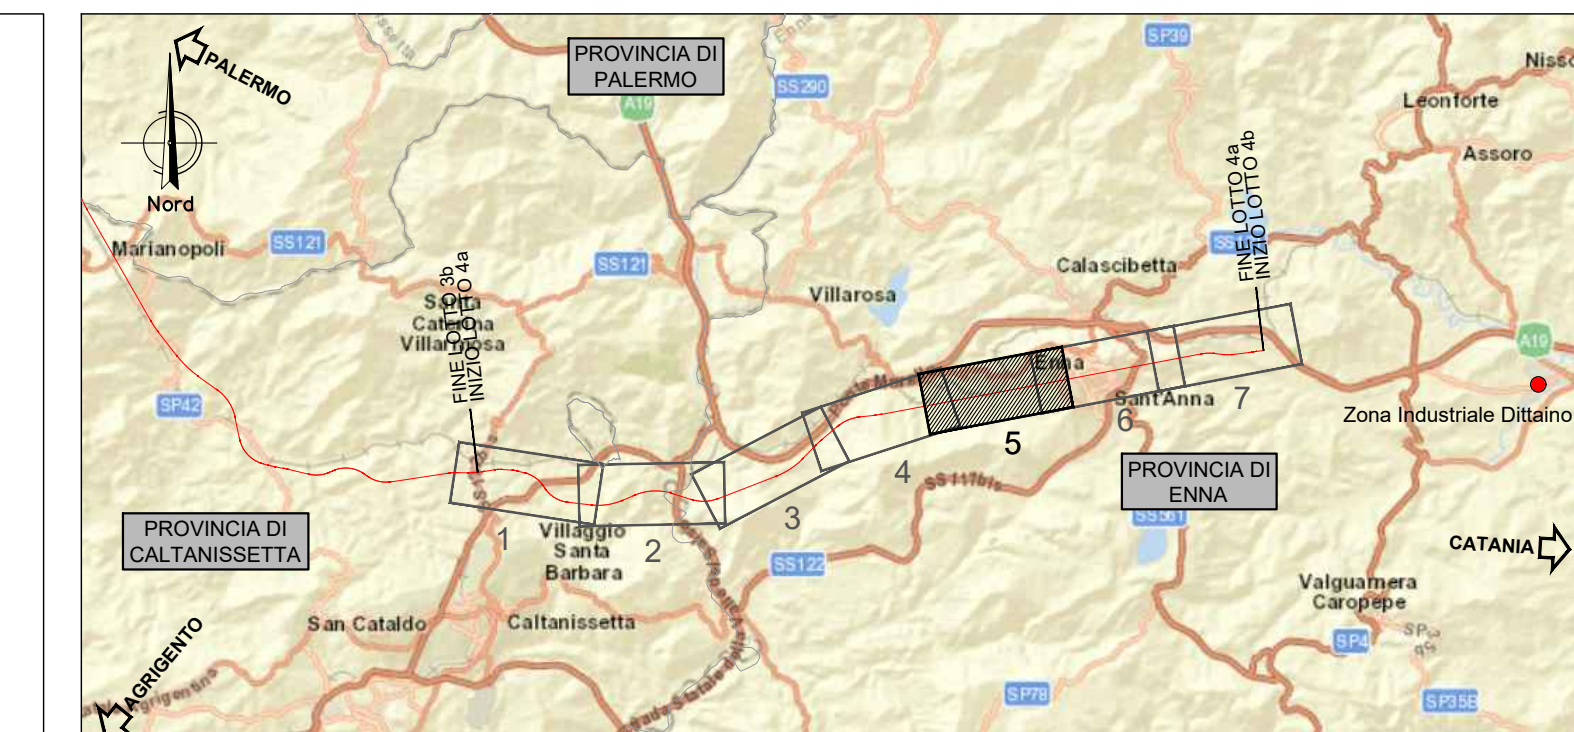 PALERMO
Nord
PROVINCIA DI
PALERMO
A19
SS290
SP39
Leonforte
Assoro
Marianopoli
SS121
SS121
Santa
Caterina
Villarmosa
FINE LOTTO 3b
INIZIO LOTTO 4a
Villarosa
Calascibetta
FINE LOTTO 4a
INIZIO LOTTO 4b
A19
Zona Industriale Dittaino
SP42
Enna
Sant'Anna
1
2
3
4
5
6
7
SS117bis
PROVINCIA DI
ENNA
SS561
PROVINCIA DI
CALTANISSETTA
Villaggio
Santa
Barbara
SS122
CATANIA
Valguarnera
Caropepe
San Cataldo
Caltanissetta
SP4
AGRIGENTO
SP78
SP35B